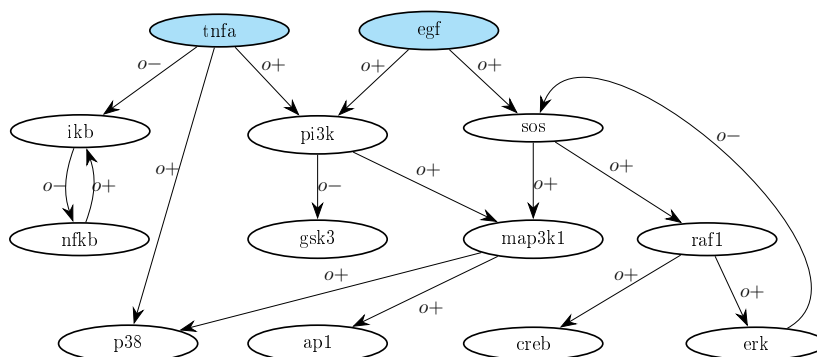 tnfa egf
o− o+ o+ o+
ikb pi3k sos o−
o+ o+ o+
o− o+ o− o+
nfkb gsk3 map3k1 raf1
o+ o+ o+
o+
p38 ap1 creb erk